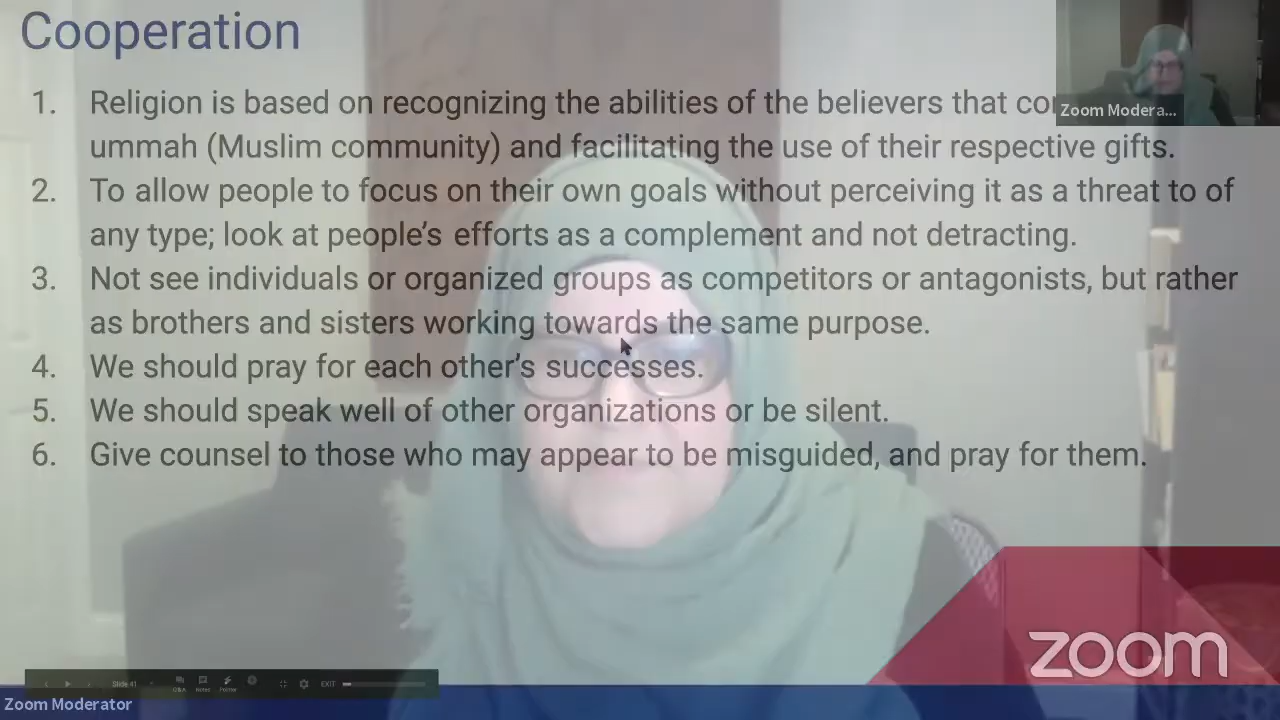 Cooperation
1. Religion is based on recognizing the abilities of the believers that
ummah (Muslim community) and facilitating the use of their respective gifts.
2. To allow people to focus on their own goals without perceiving it as a threat to of
any type; look at people’s efforts as a complement and not detracting.
3. Not see individuals or organized groups as competitors or antagonists, but rather
as brothers and sisters working towards the same purpose.
4. We should pray for each other’s successes.
5. We should speak well of other organizations or be silent.
6. Give counsel to those who may appear to be misguided, and pray for them.
Zoom Modera...
zoom
Slide 41
Q&A Notes Pointer
EXIT
Zoom Moderator